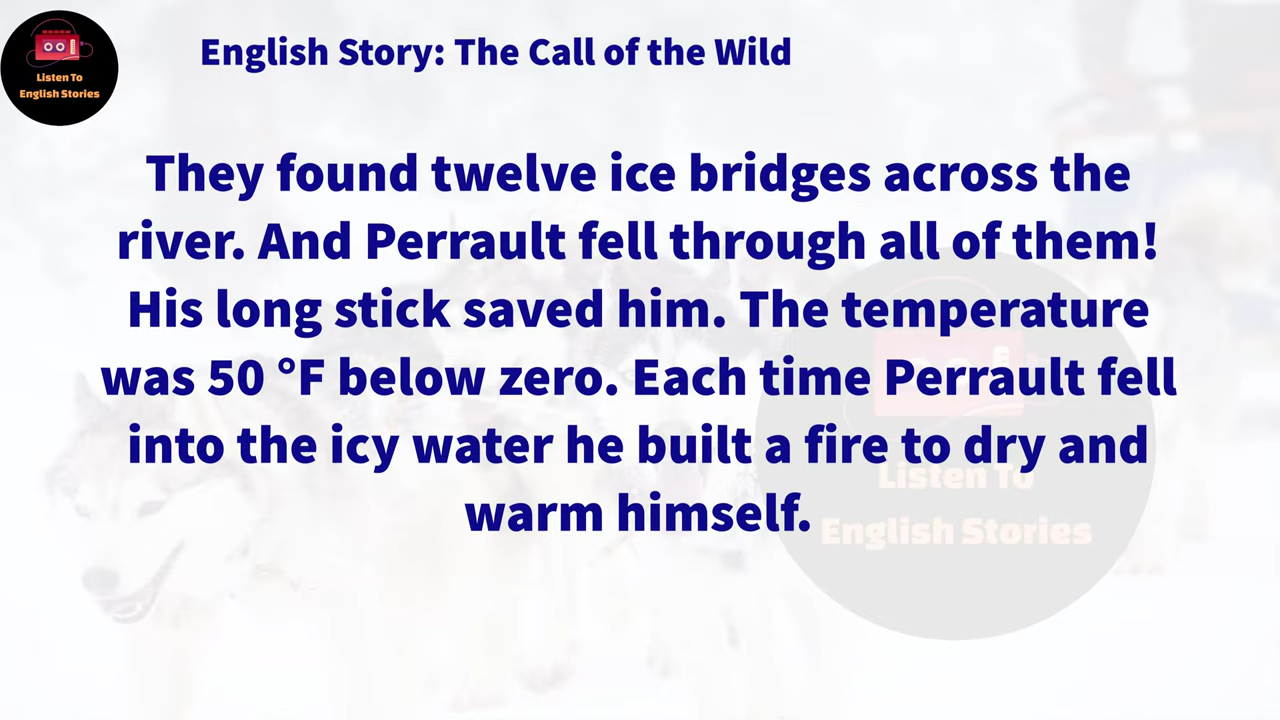 Listen To
English Stories
English Story: The Call of the Wild
They found twelve ice bridges across the
river. And Perrault fell through all of them!
His long stick saved him. The temperature
was 50 °F below zero. Each time Perrault fell
into the icy water he built a fire to dry and
warm himself.
Listen To
English Stories